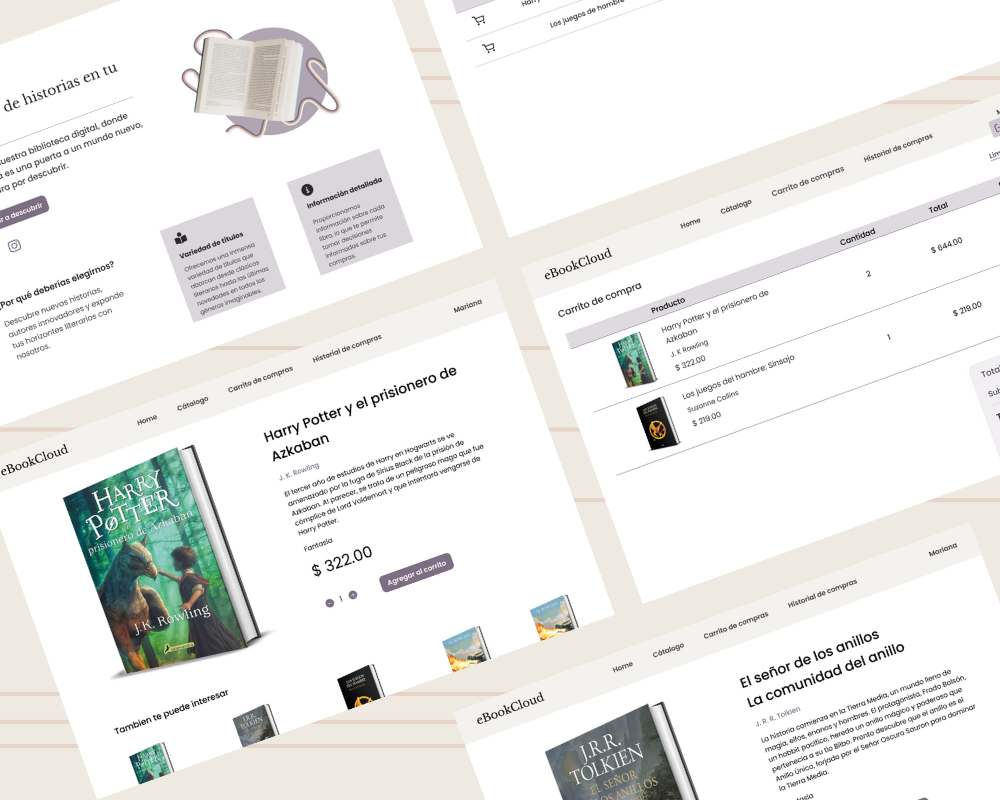 de historias en tu
uestra biblioteca digital, donde
a es una puerta a un mundo nuevo,
ra por descubrir.
a descubrir
¿Por qué deberías elegirnos?
Descubre nuevas historias,
autores innovadores y expande
tus horizontes literarios con
nosotros.
Variedad de títulos
Ofrecemos una inmensa
variedad de títulos que
abarcan desde clásicos
literarios hasta las últimas
novedades en todos los
géneros imaginables.
Información detallada
Proporcionamos
información sobre cada
libro, lo que te permite
tomar decisiones
informadas sobre tus
compras.
Los juegos de hambre
eBookCloud
Home
Cátalogo
Carrito de compras
Historial de compras
Carrito de compra
Producto
Cantidad
Total
Harry Potter y el prisionero de
Azkaban
J. K Rowling
$ 322.00
2
$ 644.00
Los juegos del hambre: Sinsajo
Suzanne Collins
$ 219.00
1
$ 219.00
Total
Sub
eBookCloud
Home
Cátalogo
Carrito de compras
Historial de compras
Mariana
HARRY
POTTER
prisionero de Azkaban
J.K. Rowling
Harry Potter y el prisionero de
Azkaban
J. K. Rowling
El tercer año de estudios de Harry en Hogwarts se ve
amenazado por la fuga de Sirius Black de la prisión de
Azkaban. Al parecer, se trata de un peligroso mago que fue
cómplice de Lord Voldemort y que intentará vengarse de
Harry Potter.
Fantasía
$ 322.00
1
Agregar al carrito
Tambien te puede interesar
eBookCloud
Home
Cátalogo
Carrito de compras
Historial de compras
Mariana
J.R.R.
TOLKIEN
EL SEÑOR
LOS ANILLOS
El señor de los anillos
La comunidad del anillo
J. R. R. Tolkien
La historia comienza en la Tierra Media, un mundo lleno de
magia, elfos, enanos y hombres. El protagonista, Frodo Bolsón,
un hobbit pacífico, hereda un anillo mágico y poderoso que
pertenecía a su tío Bilbo. Pronto descubre que el anillo es el
Anillo Único, forjado por el Señor Oscuro Sauron para dominar
la Tierra Media.